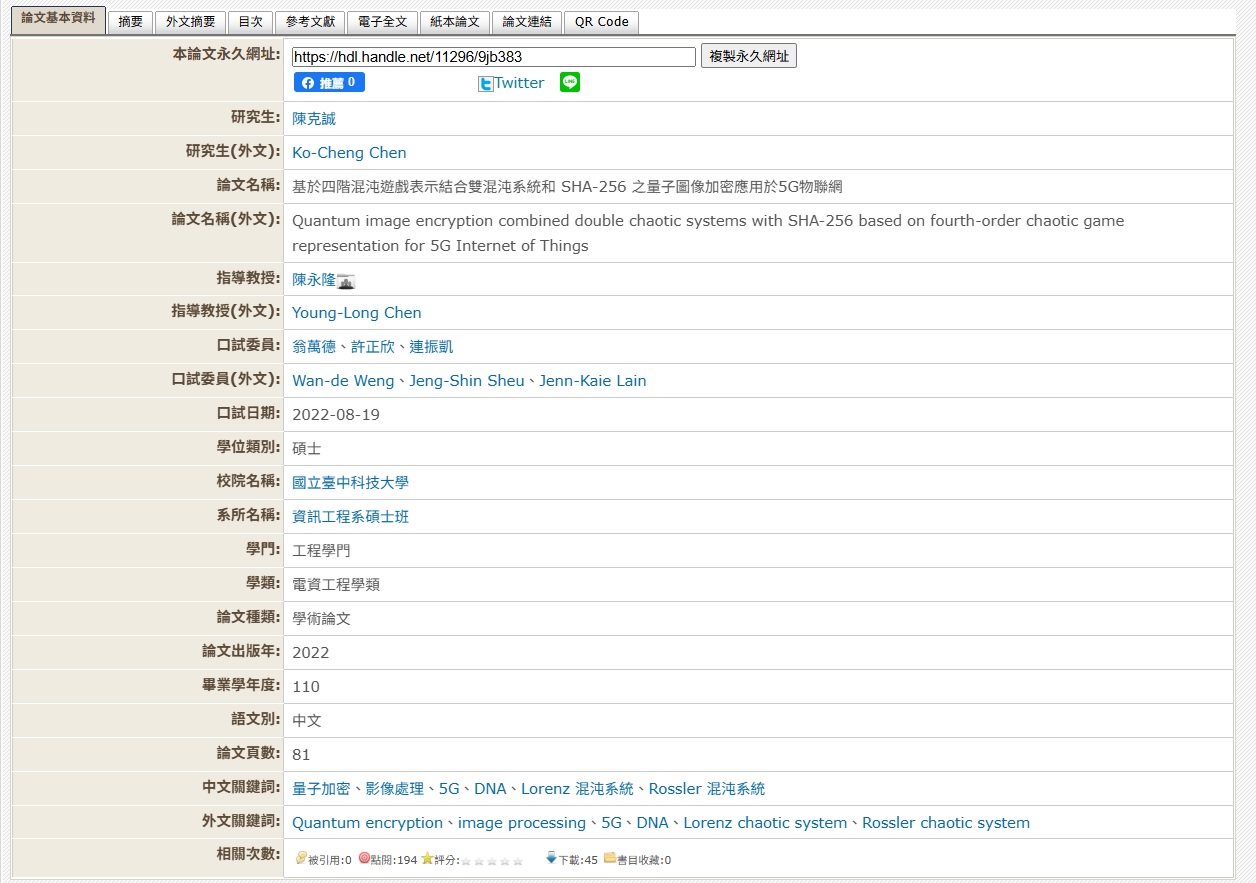 論文基本資料 摘要 外文摘要 目次 參考文獻 電子全文 紙本論文 論文連結 QR Code
本論文永久網址: https://hdl.handle.net/11296/9jb383 複製永久網址
推薦 0 Twitter LINE
研究生: 陳克誠
研究生(外文): Ko-Cheng Chen
論文名稱: 基於四階混沌遊戲表示結合雙混沌系統和 SHA-256 之量子圖像加密應用於5G物聯網
論文名稱(外文): Quantum image encryption combined double chaotic systems with SHA-256 based on fourth-order chaotic game
representation for 5G Internet of Things
指導教授: 陳永隆
指導教授(外文): Young-Long Chen
口試委員: 翁萬德、許正欣、連振凱
口試委員(外文): Wan-de Weng、Jeng-Shin Sheu、Jenn-Kaie Lain
口試日期: 2022-08-19
學位類別: 碩士
校院名稱: 國立臺中科技大學
系所名稱: 資訊工程系碩士班
學門: 工程學門
學類: 電資工程學類
論文種類: 學術論文
論文出版年: 2022
畢業學年度: 110
語文別: 中文
論文頁數: 81
中文關鍵詞: 量子加密、影像處理、5G、DNA、Lorenz 混沌系統、Rossler 混沌系統
外文關鍵詞: Quantum encryption、image processing、5G、DNA、Lorenz chaotic system、Rossler chaotic system
相關次數: 被引用:0 點閱:194 評分: 下載:45 書目收藏:0